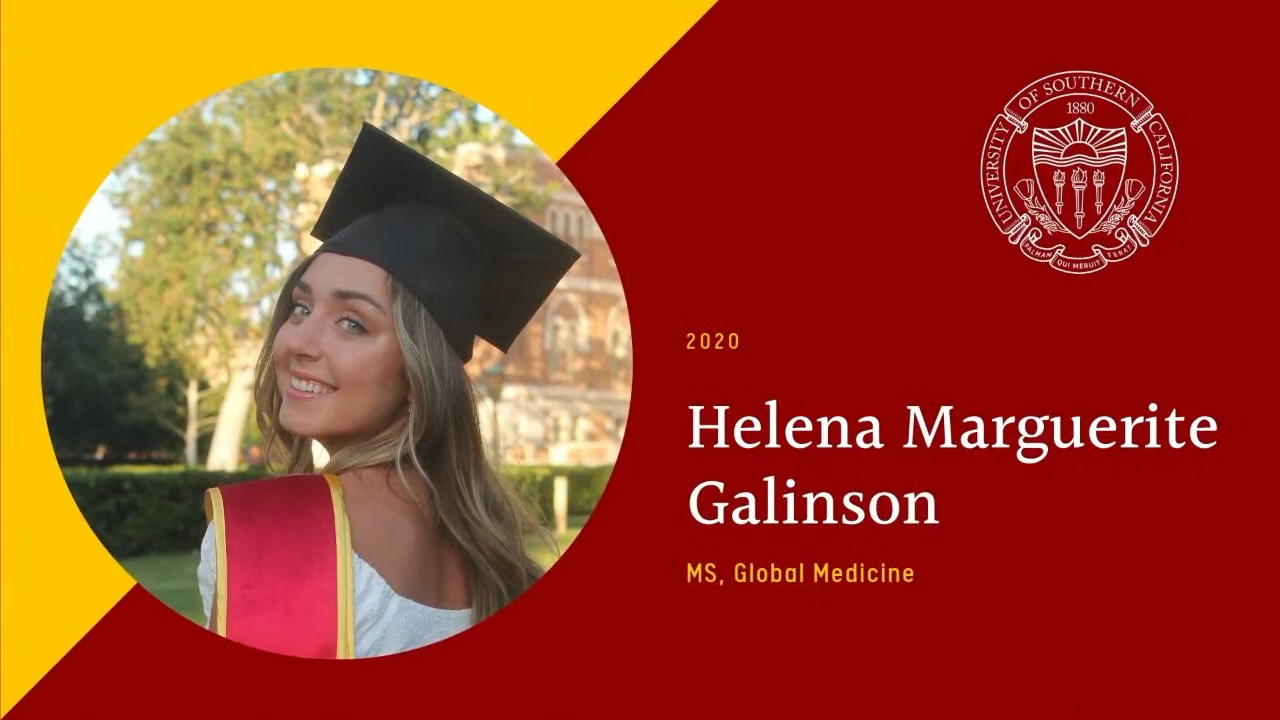 UNIVERSITY OF SOUTHERN CALIFORNIA
1880
PALMAM QUI MERUIT FERAT
2020
Helena Marguerite
Galinson
MS, Global Medicine